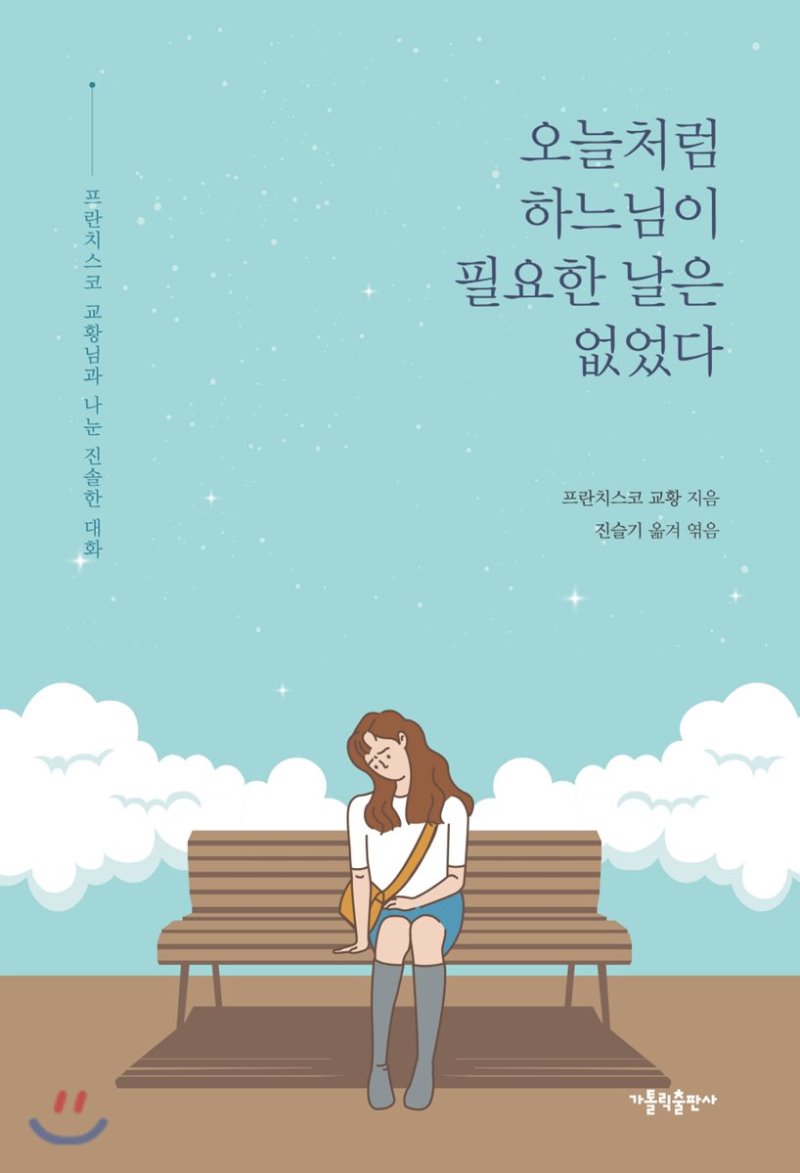 오늘처럼
하느님이
필요한 날은
없었다
프란치스코 교황님과 나눈 진솔한 대화
프란치스코 교황 지음
진슬기 옮겨 엮음
가톨릭출판사